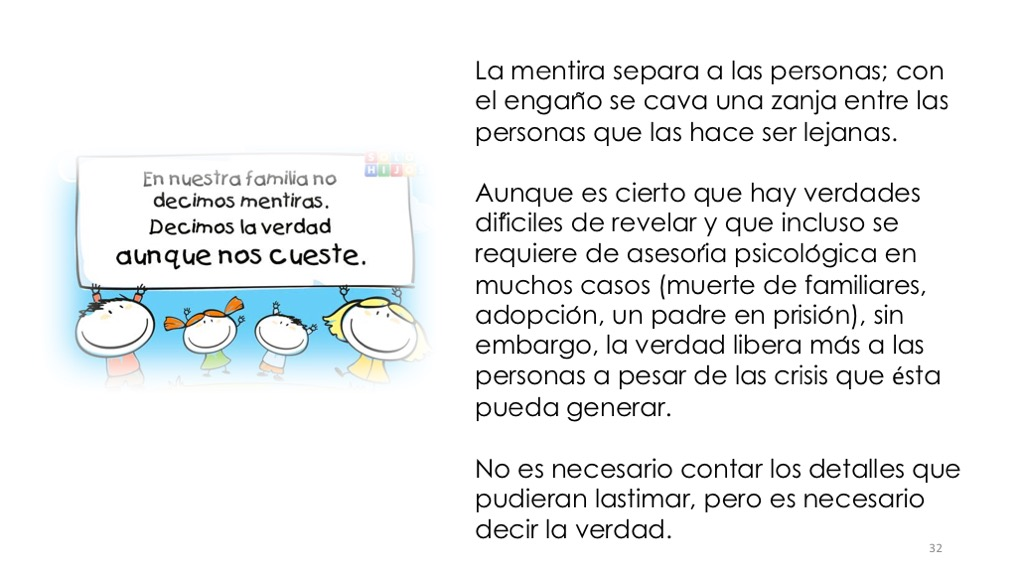 En nuestra familia no
decimos mentiras.
Decimos la verdad
aunque nos cueste.
HIJ
La mentira separa a las personas; con
el engaño se cava una zanja entre las
personas que las hace ser lejanas.
Aunque es cierto que hay verdades
difíciles de revelar y que incluso se
requiere de asesoría psicológica en
muchos casos (muerte de familiares,
adopción, un padre en prisión), sin
embargo, la verdad libera más a las
personas a pesar de las crisis que ésta
pueda generar.
No es necesario contar los detalles que
pudieran lastimar, pero es necesario
decir la verdad.
32